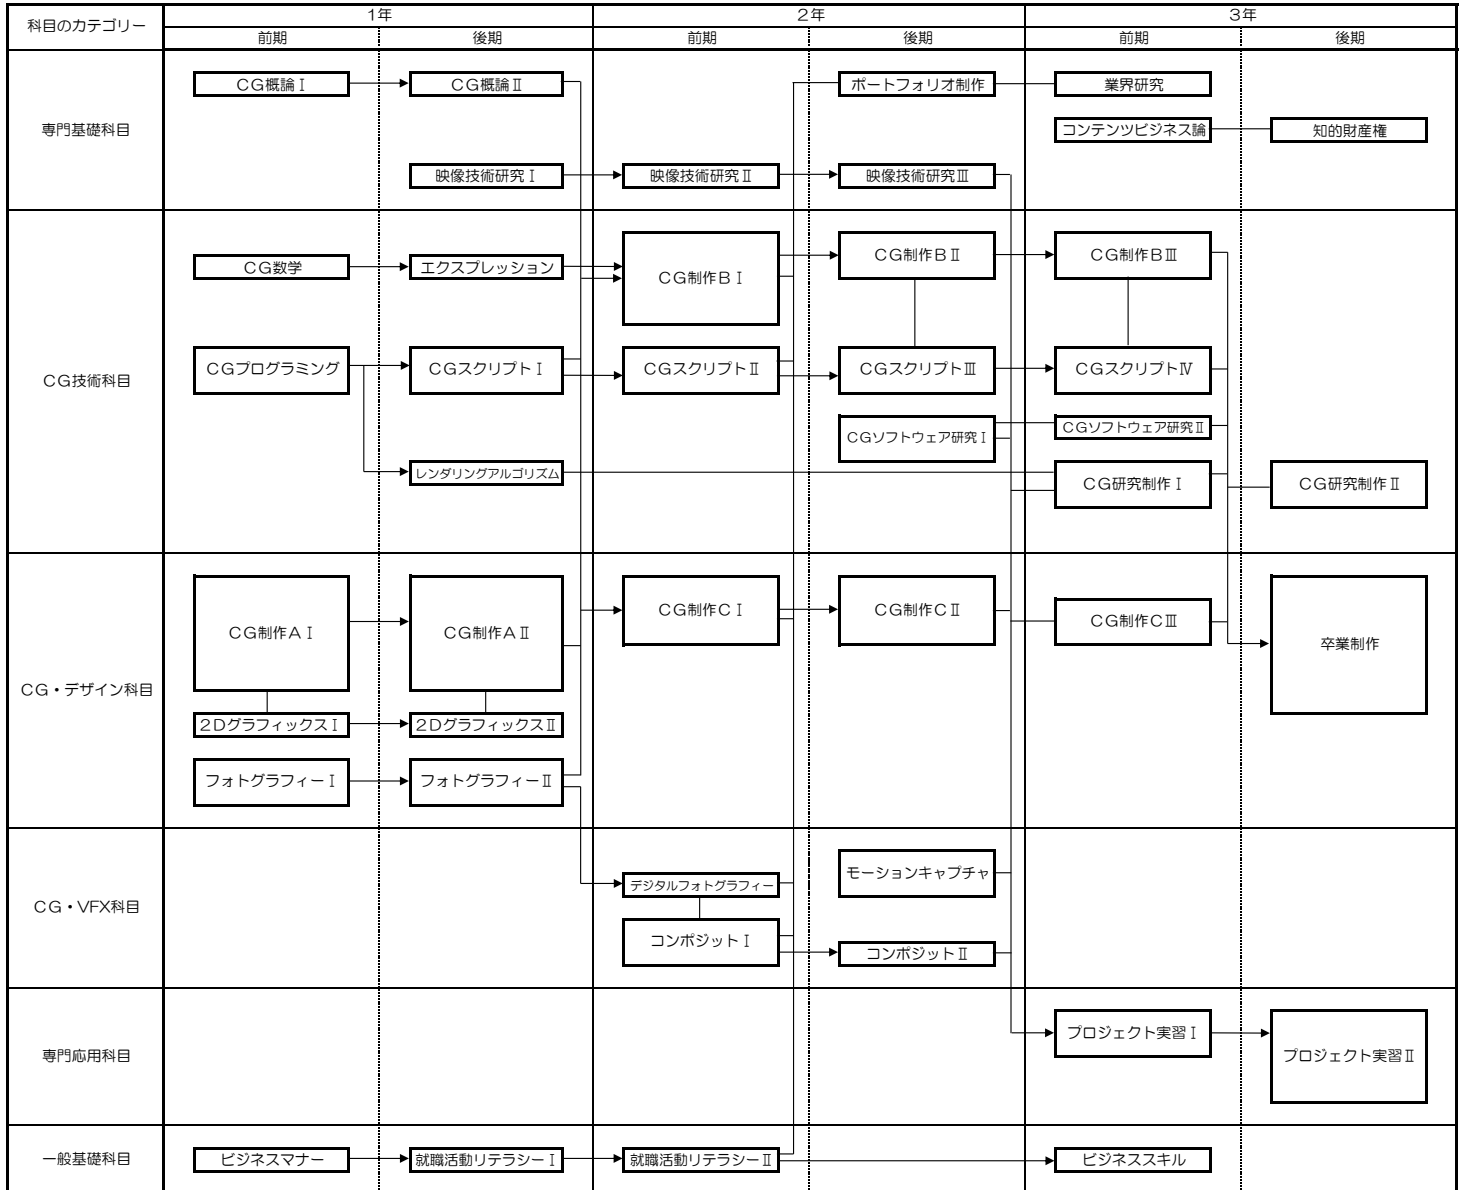 科目のカテゴリー
1年
2年
3年
前期
後期
前期
後期
前期
後期
専門基礎科目
CG概論Ⅰ
CG概論Ⅱ
ポートフォリオ制作
業界研究
コンテンツビジネス論
知的財産権
映像技術研究Ⅰ
映像技術研究Ⅱ
映像技術研究Ⅲ
CG技術科目
CG数学
エクスプレッション
CG制作BⅠ
CG制作BⅡ
CG制作BⅢ
CGプログラミング
CGスクリプトⅠ
CGスクリプトⅡ
CGスクリプトⅢ
CGスクリプトⅣ
CGソフトウェア研究Ⅰ
CGソフトウェア研究Ⅱ
レンダリングアルゴリズム
CG研究制作Ⅰ
CG研究制作Ⅱ
CG・デザイン科目
CG制作AⅠ
CG制作AⅡ
CG制作CⅠ
CG制作CⅡ
CG制作CⅢ
卒業制作
2DグラフィックスⅠ
2DグラフィックスⅡ
フォトグラフィーⅠ
フォトグラフィーⅡ
CG・VFX科目
デジタルフォトグラフィー
モーションキャプチャ
コンポジットⅠ
コンポジットⅡ
専門応用科目
プロジェクト実習Ⅰ
プロジェクト実習Ⅱ
一般基礎科目
ビジネスマナー
就職活動リテラシーⅠ
就職活動リテラシーⅡ
ビジネススキル